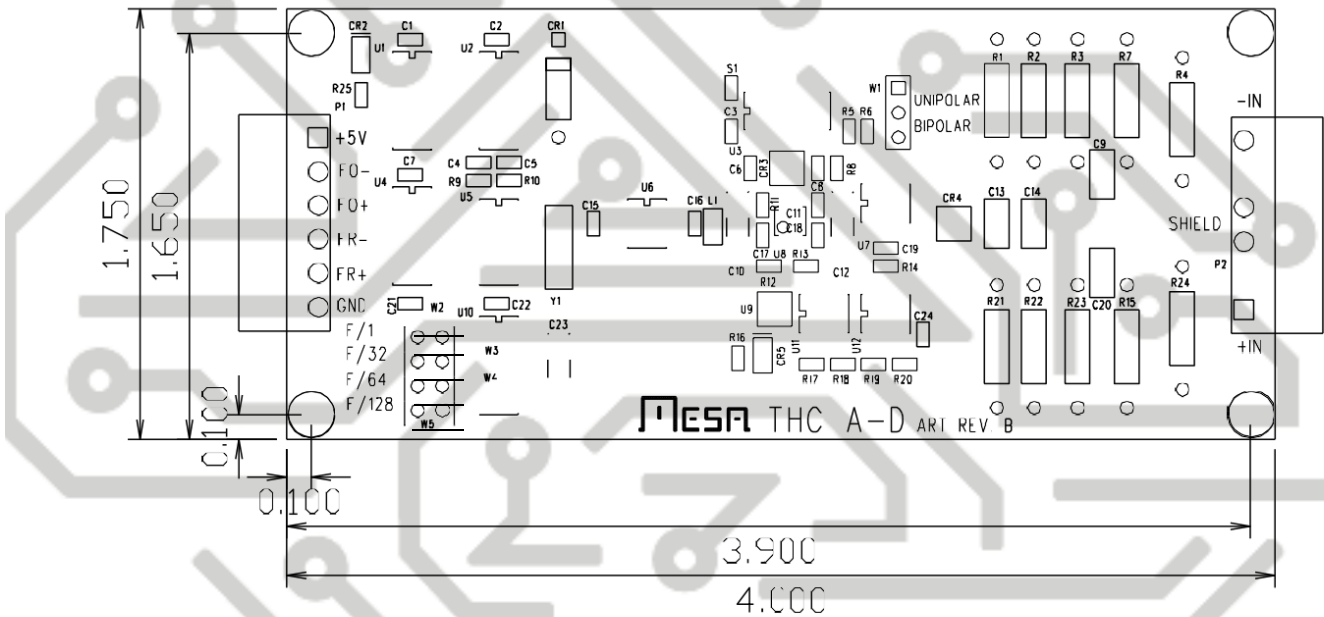 CR2 C1 C2 CR1
U1 U2
R25
P1
S1
W1
UNIPOLAR
BIPOLAR
R1 R2 R3 R7 R4
-IN
+5V
FO-
FO+
FR-
FR+
GND
F/1
F/32
F/64
F/128
C3 R5 R6
U3
C4 C5
C7
U4 R9 R10
U5
U6
C6 CR3 R8
C8
C9
C15 C16 L1
R11 C11
C18
CR4 C13 C14
SHIELD
P2
+IN
C17 U8 R13
U7 C19
C10 R12 C12 R14
C20
C21 W2 U10 C22
Y1
C23
U9 U11 U12 C24
R21 R22 R23 R15 R24
W3
W4
W5
R16 CR5
R17 R18 R19 R20
MESA THC A-D ART REV. B
1.750
1.650
0.100
0.100
3.900
4.000